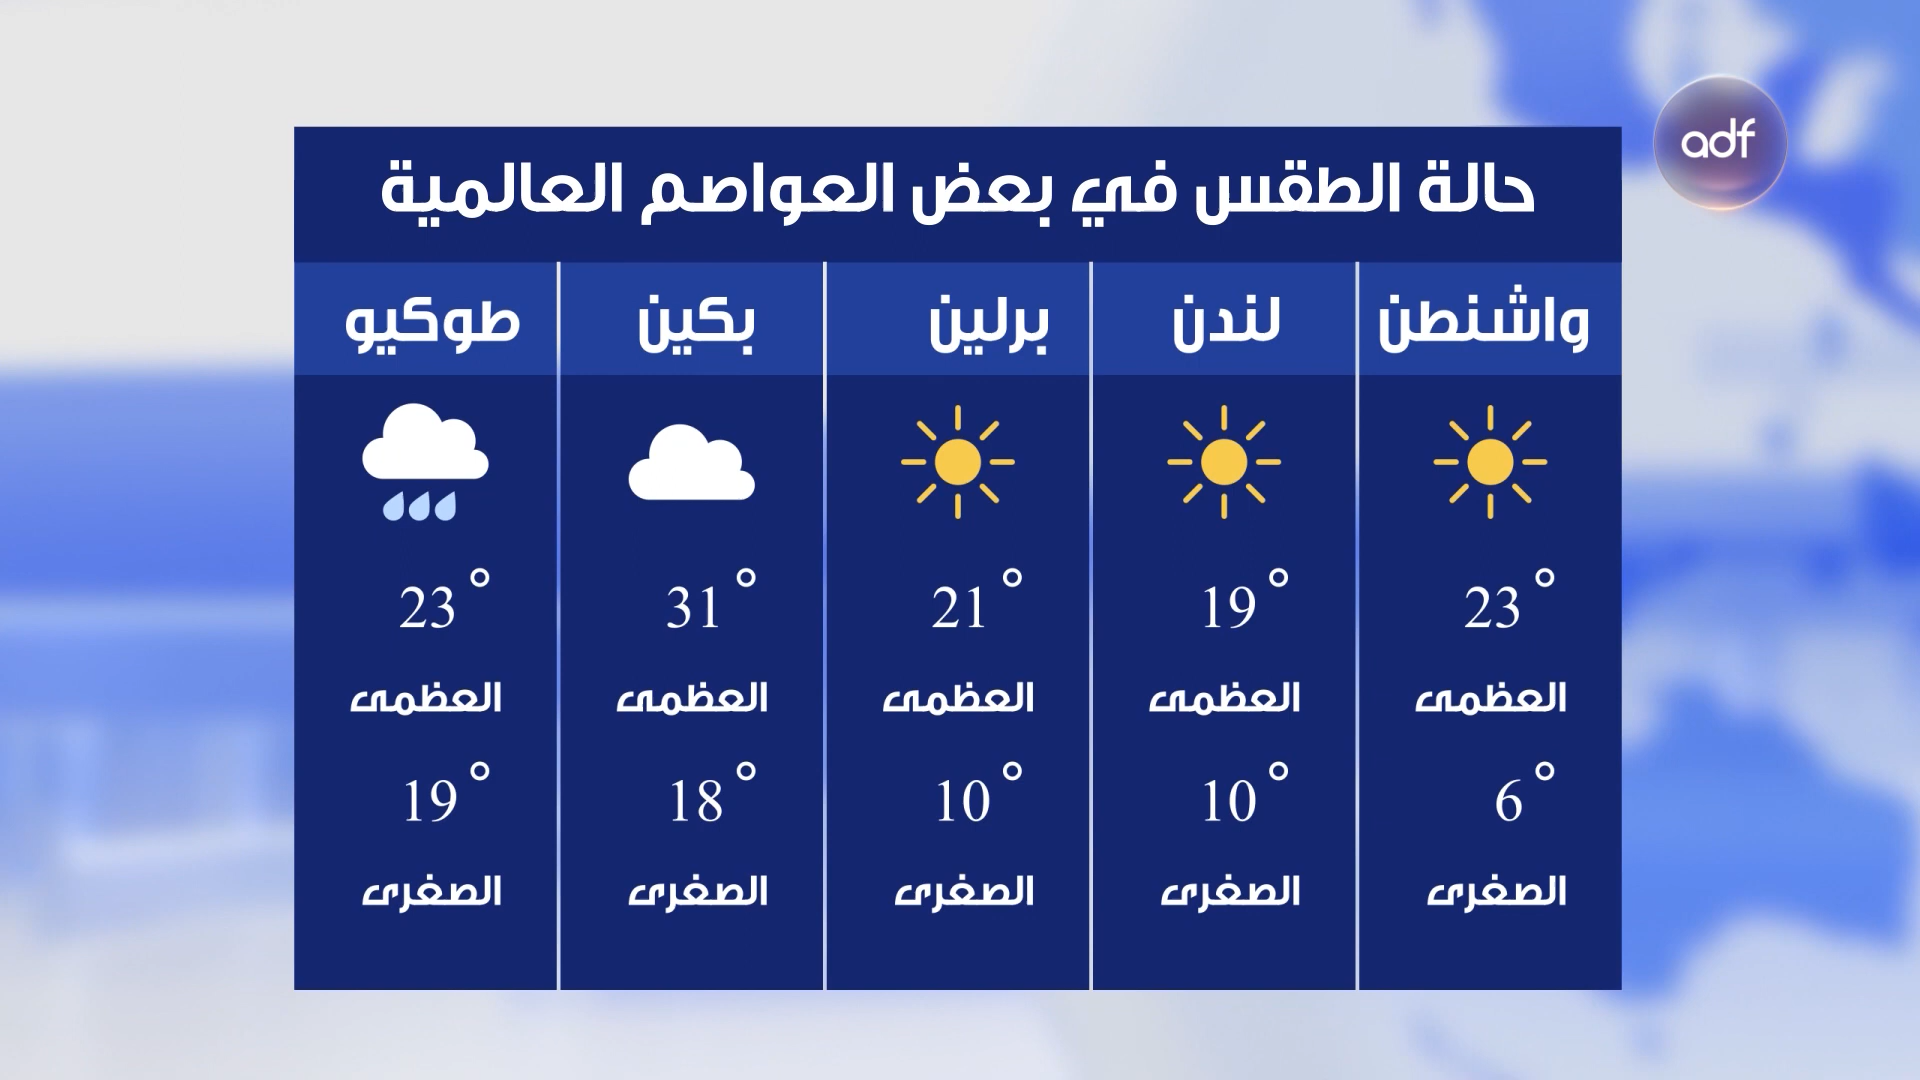 adf
حالة الطقس في بعض العواصم العالمية
واشنطن لندن برلين بكين طوكيو
23° 19° 21° 31° 23°
العظمى العظمى العظمى العظمى العظمى
6° 10° 10° 18° 19°
الصغرى الصغرى الصغرى الصغرى الصغرى